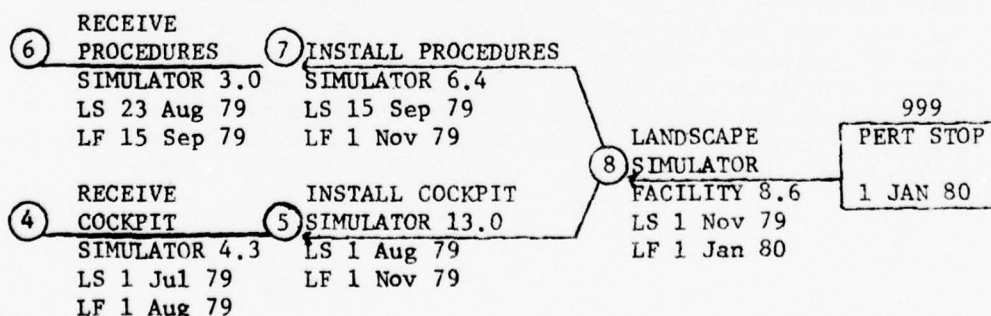 6
RECEIVE
PROCEDURES
SIMULATOR 3.0
LS 23 Aug 79
LF 15 Sep 79
7
INSTALL PROCEDURES
SIMULATOR 6.4
LS 15 Sep 79
LF 1 Nov 79
4
RECEIVE
COCKPIT
SIMULATOR 4.3
LS 1 Jul 79
LF 1 Aug 79
5
INSTALL COCKPIT
SIMULATOR 13.0
LS 1 Aug 79
LF 1 Nov 79
8
LANDSCAPE
SIMULATOR
FACILITY 8.6
LS 1 Nov 79
LF 1 Jan 80
999
PERT STOP
1 JAN 80